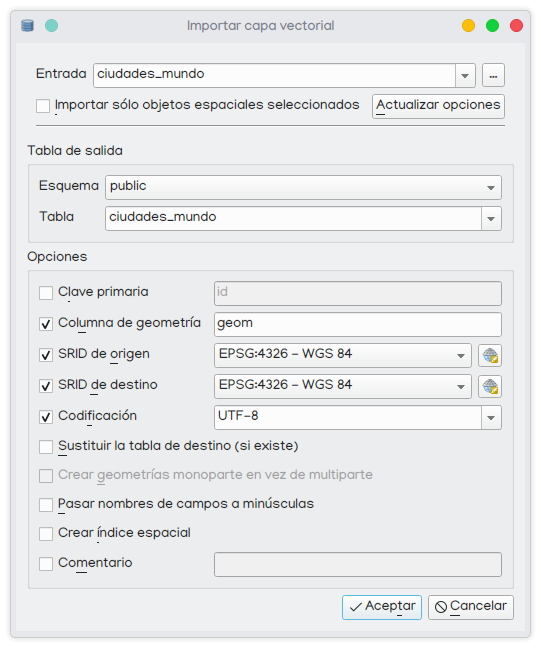 Importar capa vectorial
Entrada ciudades_mundo ...
Importar sólo objetos espaciales seleccionados Actualizar opciones
Tabla de salida
Esquema public
Tabla ciudades_mundo
Opciones
Clave primaria id
Columna de geometría geom
SRID de origen EPSG:4326 - WGS 84
SRID de destino EPSG:4326 - WGS 84
Codificación UTF-8
Sustituir la tabla de destino (si existe)
Crear geometrías monoparte en vez de multiparte
Pasar nombres de campos a minúsculas
Crear índice espacial
Comentario
Aceptar Cancelar